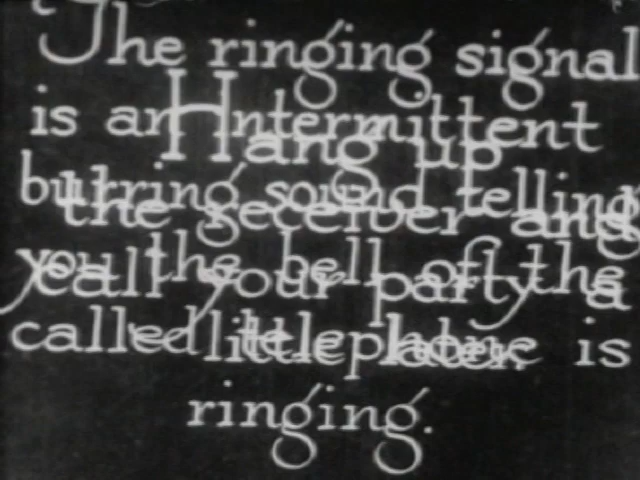 The ringing signal
is an intermittent
Hang up
burring sound telling
the receiver and
you the bell of the
call your party a
called telephone is
little later.
ringing.